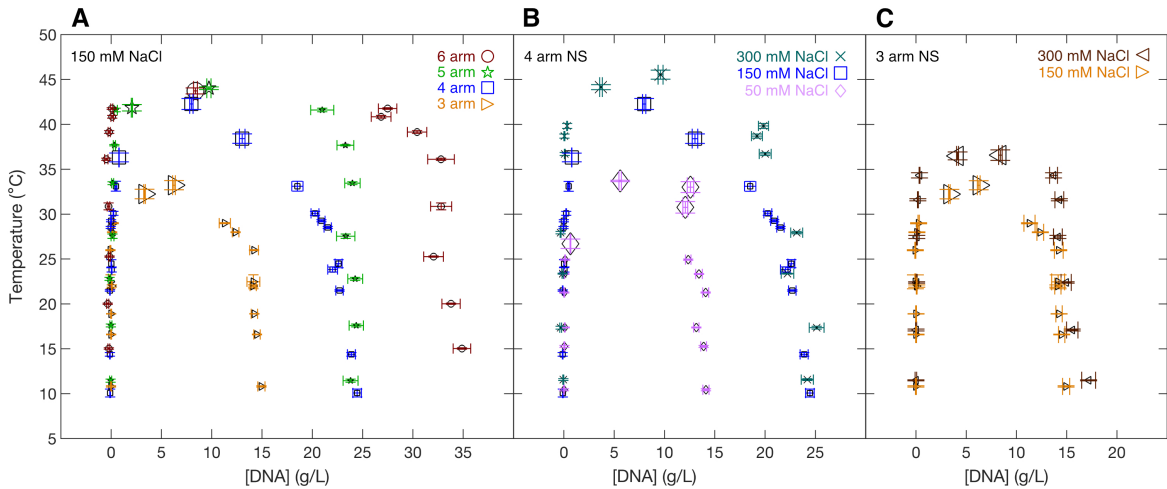 A
B
C
150 mM NaCl
6 arm
5 arm
4 arm
3 arm
4 arm NS
300 mM NaCl
150 mM NaCl
50 mM NaCl
3 arm NS
300 mM NaCl
150 mM NaCl
Temperature (°C)
50
45
40
35
30
25
20
15
10
5
0 5 10 15 20 25 30 35
0 5 10 15 20 25
0 5 10 15 20
[DNA] (g/L)
[DNA] (g/L)
[DNA] (g/L)